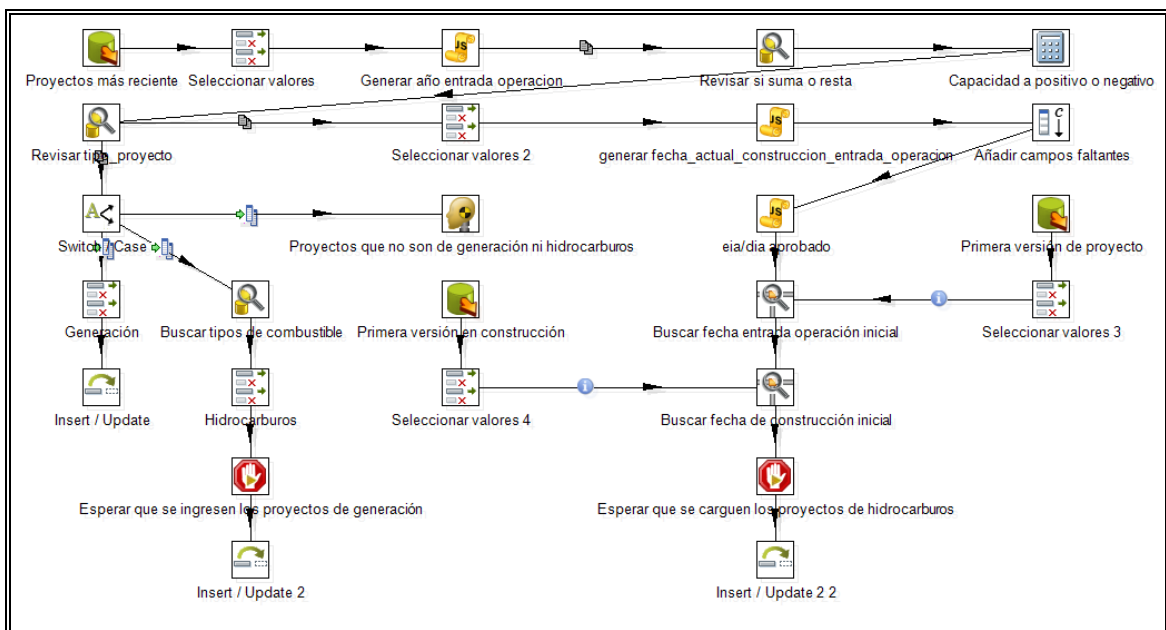 Proyectos más reciente
Seleccionar valores
Generar año entrada operacion
Revisar si suma o resta
Capacidad a positivo o negativo
Revisar tipo_proyecto
Seleccionar valores 2
generar fecha_actual_construccion_entrada_operacion
Añadir campos faltantes
Switch / Case
Proyectos que no son de generación ni hidrocarburos
eia/dia aprobado
Primera versión de proyecto
Generación
Buscar tipos de combustible
Primera versión en construcción
Buscar fecha entrada operación inicial
Seleccionar valores 3
Insert / Update
Hidrocarburos
Seleccionar valores 4
Buscar fecha de construcción inicial
Esperar que se ingresen los proyectos de generación
Esperar que se carguen los proyectos de hidrocarburos
Insert / Update 2
Insert / Update 2 2